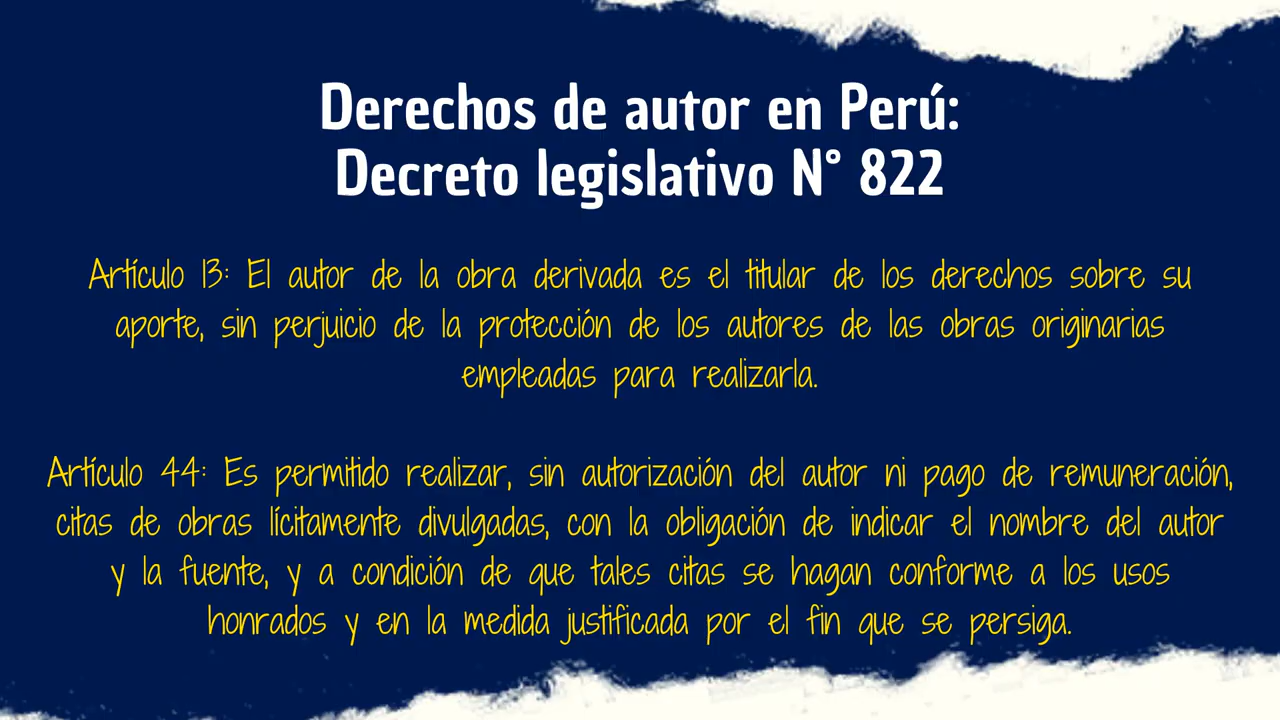 Derechos de autor en Perú:
Decreto legislativo N° 822
Artículo 13: El autor de la obra derivada es el titular de los derechos sobre su
aporte, sin perjuicio de la protección de los autores de las obras originarias
empleadas para realizarla.
Artículo 44: Es permitido realizar, sin autorización del autor ni pago de remuneración,
citas de obras lícitamente divulgadas, con la obligación de indicar el nombre del autor
y la fuente, y a condición de que tales citas se hagan conforme a los usos
honrados y en la medida justificada por el fin que se persiga.